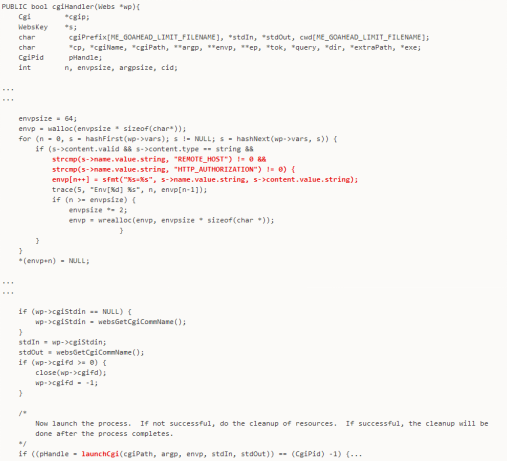 PUBLIC bool cgiHandler(Webs *wp){
    Cgi         *cgip;
    WebsKey     *s;
    char         cgiPrefix[ME_GOAHEAD_LIMIT_FILENAME], *stdIn, *stdOut, cwd[ME_GOAHEAD_LIMIT_FILENAME];
    char        *cp, *cgiName, *cgiPath, **argp, **envp, **ep, *tok, *query, *dir, *extraPath, *exe;
    CgiPid       pHandle;
    int          n, envpsize, argpsize, cid;
...
...
    envpsize = 64;
    envp = walloc(envpsize * sizeof(char*));
    for (n = 0, s = hashFirst(wp->vars); s != NULL; s = hashNext(wp->vars, s)) {
        if (s->content.valid && s->content.type == string &&
            strcmp(s->name.value.string, "REMOTE_HOST") != 0 &&
            strcmp(s->name.value.string, "HTTP_AUTHORIZATION") != 0) {
            envp[n++] = sfmt("%s=%s", s->name.value.string, s->content.value.string);
            trace(5, "Env[%d] %s", n, envp[n-1]);
            if (n >= envpsize) {
                envpsize *= 2;
                envp = wrealloc(envp, envpsize * sizeof(char *));
                            }
        }
    }
    *(envp+n) = NULL;
...
...
    if (wp->cgiStdin == NULL) {
        wp->cgiStdin = websGetCgiCommName();
    }
    stdIn = wp->cgiStdin;
    stdOut = websGetCgiCommName();
    if (wp->cgifd >= 0) {
        close(wp->cgifd);
        wp->cgifd = -1;
    }
    /*
        Now launch the process.  If not successful, do the cleanup of resources.  If successful, the cleanup will be
        done after the process completes.
    */
    if ((pHandle = launchCgi(cgiPath, argp, envp, stdIn, stdOut)) == (CgiPid) -1) {...